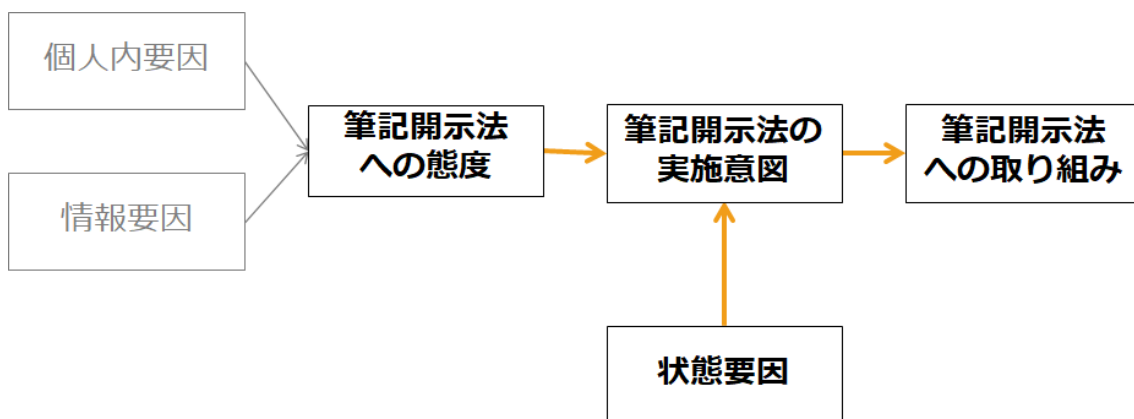 個人内要因
情報要因
筆記開示法
への態度
筆記開示法の
実施意図
筆記開示法
への取り組み
状態要因